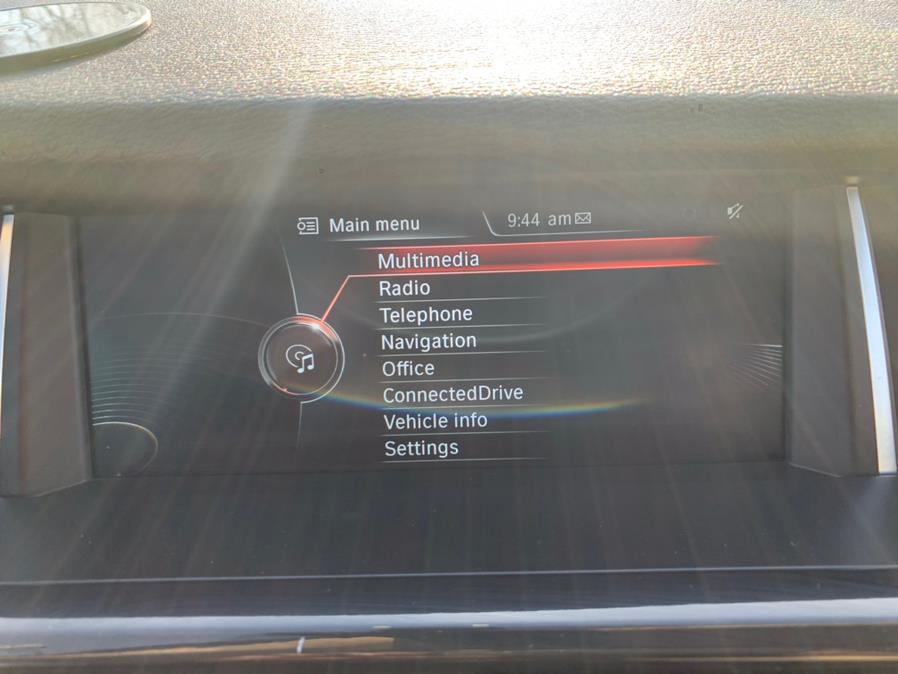 Main menu
9:44 am
Multimedia
Radio
Telephone
Navigation
Office
ConnectedDrive
Vehicle info
Settings